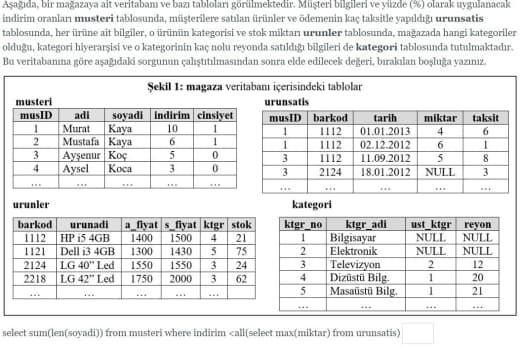 Aşağıda, bir mağazaya ait veritabanı ve bazı tabloları görülmektedir. Müşteri bilgileri ve yüzde (%) olarak uygulanacak
indirim oranları musteri tablosunda, müşterilere satılan ürünler ve ödemenin kaç taksitle yapıldığı urunsatis
tablosunda, her ürüne ait bilgiler, o ürünün kategorisi ve stok miktarı urunler tablosunda, mağazada hangi kategoriler
olduğu, kategori hiyerarşisi ve o kategorinin kaç nolu reyonda satıldığı bilgileri de kategori tablosunda tutulmaktadır.
Bu veritabanına göre aşağıdaki sorgunun çalıştırılmasından sonra elde edilecek değeri, bırakılan boşluğa yazınız.
Şekil 1: magaza veritabanı içerisindeki tablolar
musteri
musID adi soyadi indirim cinsiyet
1 Murat Kaya 10 1
2 Mustafa Kaya 6 1
3 Ayşenur Koç 5 0
4 Aysel Koca 3 0
... ... ... ... ...
urunsatis
musID barkod tarih miktar taksit
1 1112 01.01.2013 4 6
1 1112 02.12.2012 6 1
3 1112 11.09.2012 5 8
3 2124 18.01.2012 NULL 3
... ... ... ... ...
urunler
barkod urunadi a_fiyat s_fiyat ktgr stok
1112 HP i5 4GB 1400 1500 4 21
1121 Dell i3 4GB 1300 1430 5 75
2124 LG 40" Led 1550 1550 3 24
2218 LG 42" Led 1750 2000 3 62
... ... ... ... ... ...
kategori
ktgr_no ktgr_adi ust_ktgr reyon
1 Bilgisayar NULL NULL
2 Elektronik NULL NULL
3 Televizyon 2 12
4 Dizüstü Bilg. 1 20
5 Masaüstü Bilg. 1 21
... ... ... ...
select sum(len(soyadi)) from musteri where indirim <all(select max(miktar) from urunsatis)